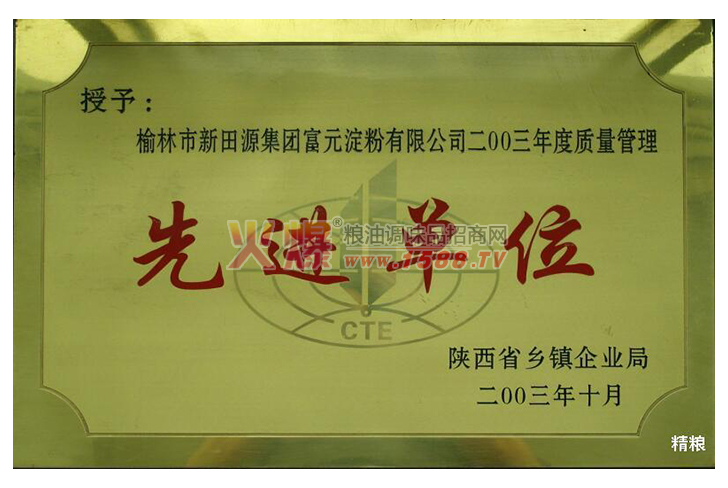 授予：
榆林市新田源集团富元淀粉有限公司二00三年度质量管理
先进单位
火爆®粮油调味品招商网
www.1588.TV
CTE
陕西省乡镇企业局
二00三年十月
精粮